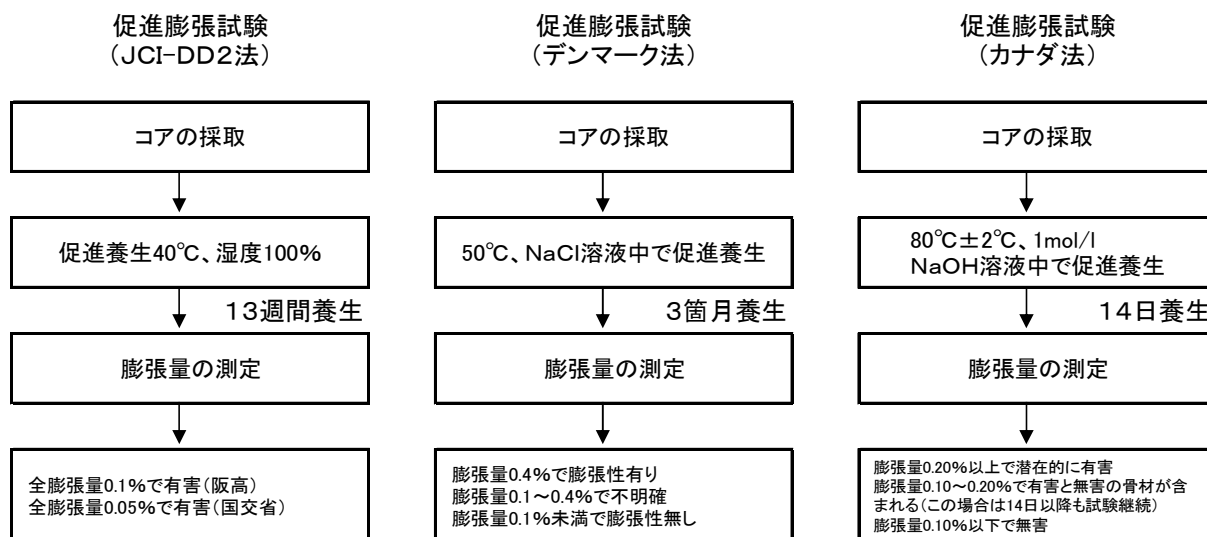 促進膨張試験
(JCI-DD2法)
コアの採取
促進養生40℃、湿度100%
13週間養生
膨張量の測定
全膨張量0.1%で有害(阪高)
全膨張量0.05%で有害(国交省)
促進膨張試験
(デンマーク法)
コアの採取
50℃、NaCl溶液中で促進養生
3箇月養生
膨張量の測定
膨張量0.4%で膨張性有り
膨張量0.1～0.4%で不明確
膨張量0.1%未満で膨張性無し
促進膨張試験
(カナダ法)
コアの採取
80℃±2℃、1mol/l
NaOH溶液中で促進養生
14日養生
膨張量の測定
膨張量0.20%以上で潜在的に有害
膨張量0.10～0.20%で有害と無害の骨材が含
まれる(この場合は14日以降も試験継続)
膨張量0.10%以下で無害